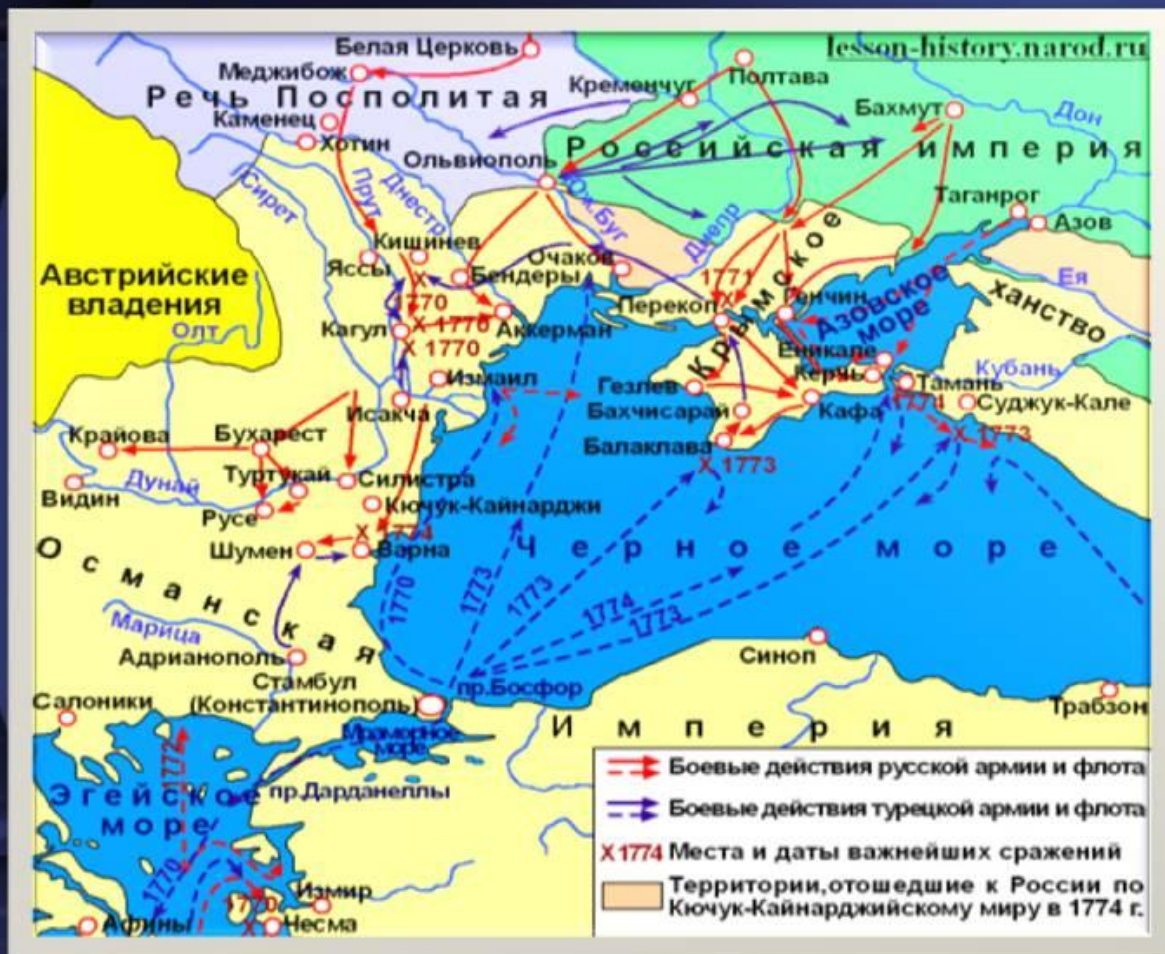 lesson-history.narod.ru
Белая Церковь
Меджибож
Речь Посполитая
Кременчуг
Полтава
Бахмут
Дон
Каменец
Хотин
Ольвиополь
Российская империя
Сирет
Прут
Днестр
Юж.Буг
Днепр
Таганрог
Азов
Кишинев
Яссы
Бендеры
Очаков
Ея
Австрийские
владения
1770
1771
Перекоп
Геничин
Азовское
море
Крымское
ханство
Олт
Кагул
X 1770
Аккерман
X 1770
Еникале
Керчь
Тамань
Кубань
Измаил
Гезлев
1774
Суджук-Кале
Исакча
Бахчисарай
Кафа
X 1773
Крайова
Бухарест
Балаклава
X 1773
Туртукай
Силистра
Видин
Дунай
Кючук-Кайнарджи
Русе
X 1774
Шумен
Варна
Черное море
Османская
1770
1773
1773
1774
1773
Марица
Адрианополь
Синоп
Стамбул
(Константинополь)
пр.Босфор
Салоники
Трабзон
Мраморное
море
Империя
1772
Эгейское
море
пр.Дарданеллы
1770
Измир
1770
X
Афины
Чесма
Боевые действия русской армии и флота
Боевые действия турецкой армии и флота
X 1774 Места и даты важнейших сражений
Территории,отошедшие к России по
Кючук-Кайнарджийскому миру в 1774 г.